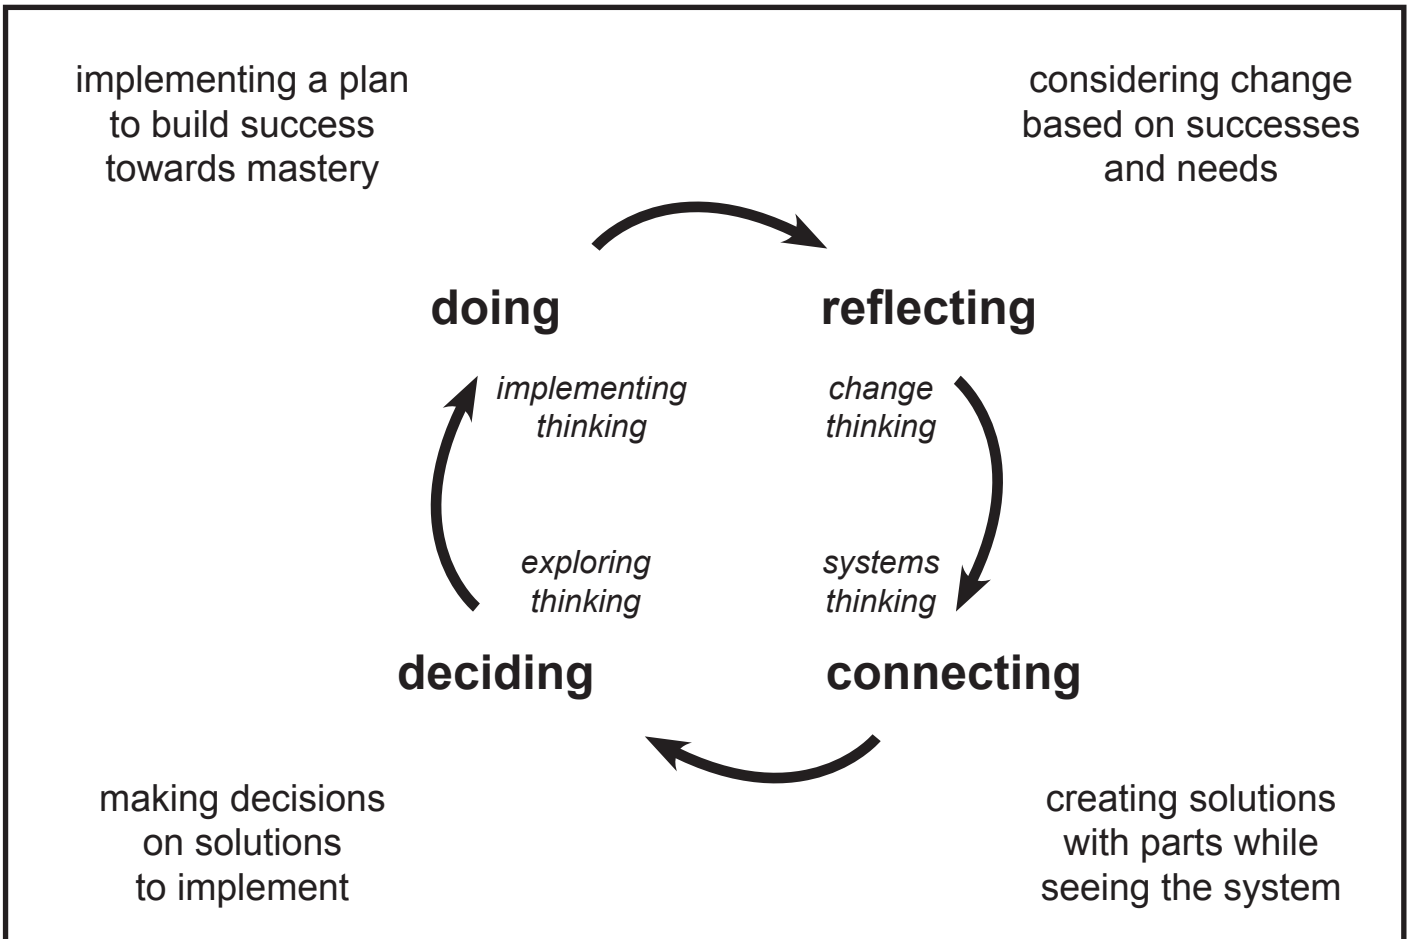 implementing a plan
to build success
towards mastery
considering change
based on successes
and needs
doing
reflecting
implementing
thinking
change
thinking
exploring
thinking
systems
thinking
deciding
connecting
making decisions
on solutions
to implement
creating solutions
with parts while
seeing the system